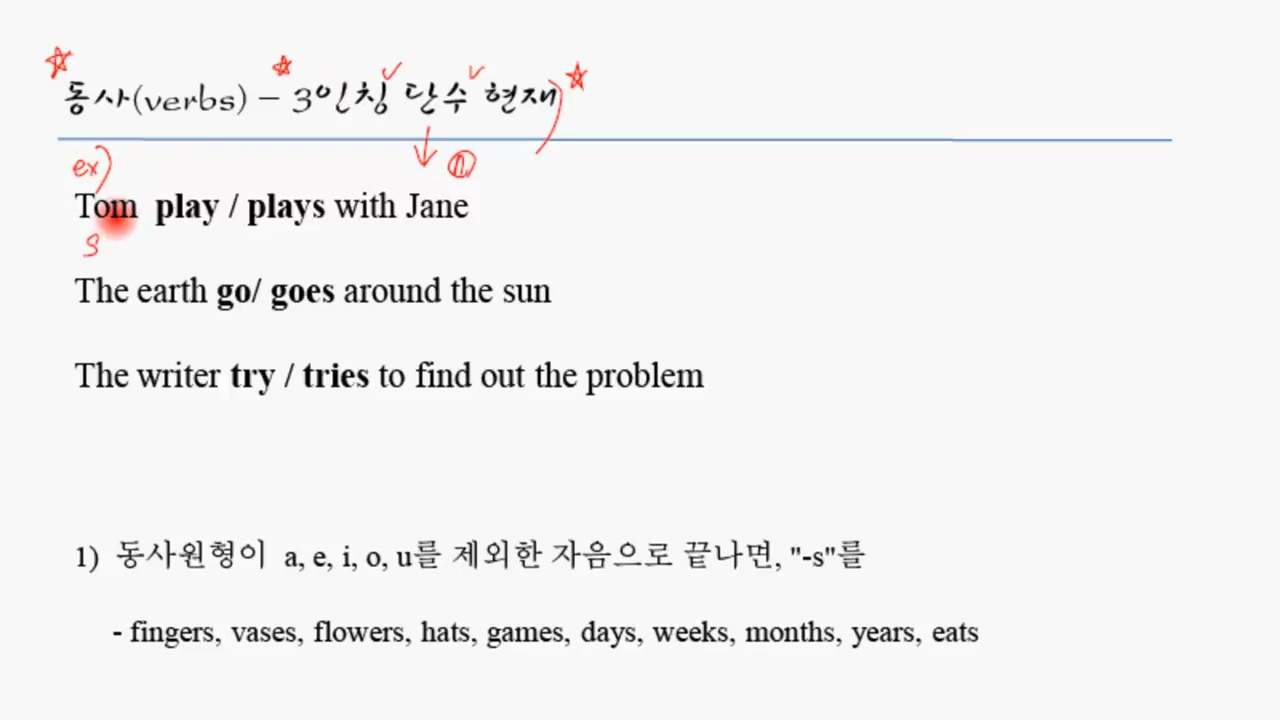 동사(verbs) – 3인칭 단수 현재
ex)
Tom play / plays with Jane
S
The earth go/ goes around the sun
The writer try / tries to find out the problem
1) 동사원형이 a, e, i, o, u를 제외한 자음으로 끝나면, "-s"를
- fingers, vases, flowers, hats, games, days, weeks, months, years, eats